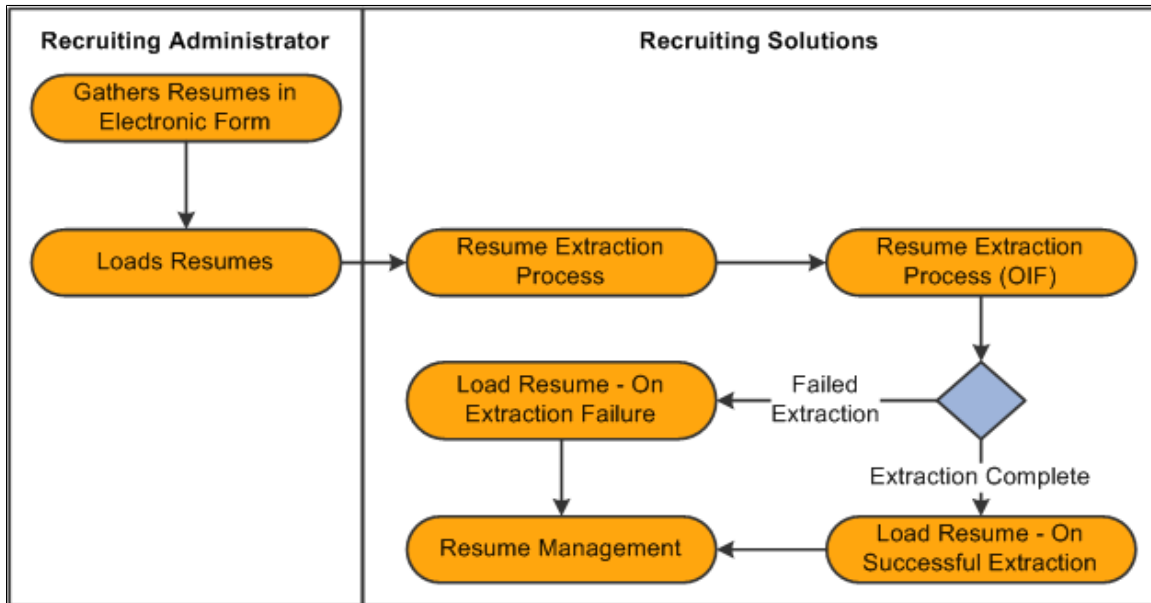 Recruiting Administrator
Recruiting Solutions
Gathers Resumes in
Electronic Form
Loads Resumes
Resume Extraction
Process
Resume Extraction
Process (OIF)
Failed
Extraction
Load Resume - On
Extraction Failure
Extraction Complete
Load Resume - On
Successful Extraction
Resume Management